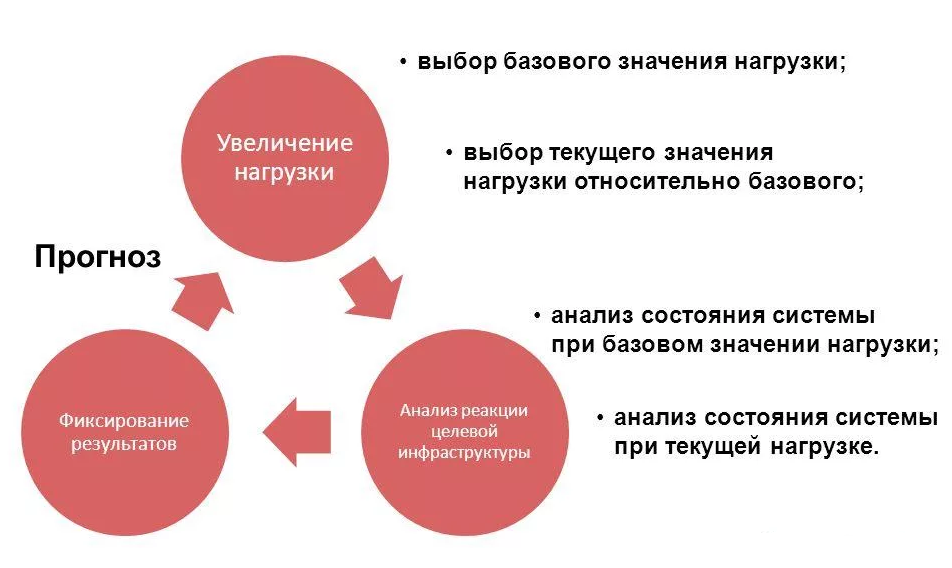 • выбор базового значения нагрузки;
Увеличение
нагрузки
• выбор текущего значения
нагрузки относительно базового;
Прогноз
• анализ состояния системы
при базовом значении нагрузки;
Анализ реакции
целевой
инфраструктуры
• анализ состояния системы
при текущей нагрузке.
Фиксирование
результатов